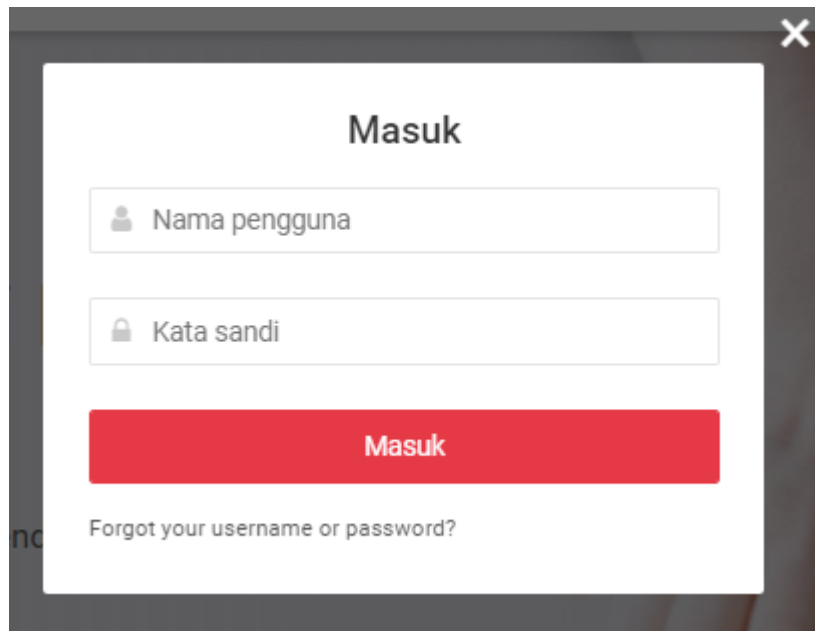 Masuk
Nama pengguna
Kata sandi
Masuk
Forgot your username or password?